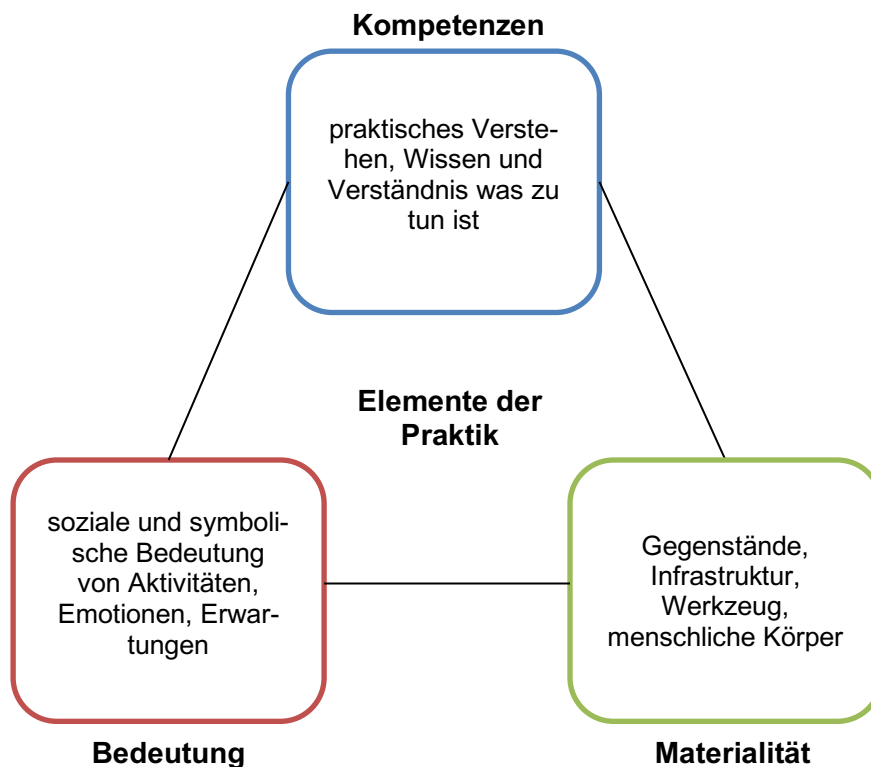 Kompetenzen
praktisches Verste-
hen, Wissen und
Verständnis was zu
tun ist
Elemente der
Praktik
soziale und symboli-
sche Bedeutung
von Aktivitäten,
Emotionen, Erwar-
tungen
Gegenstände,
Infrastruktur,
Werkzeug,
menschliche Körper
Bedeutung
Materialität